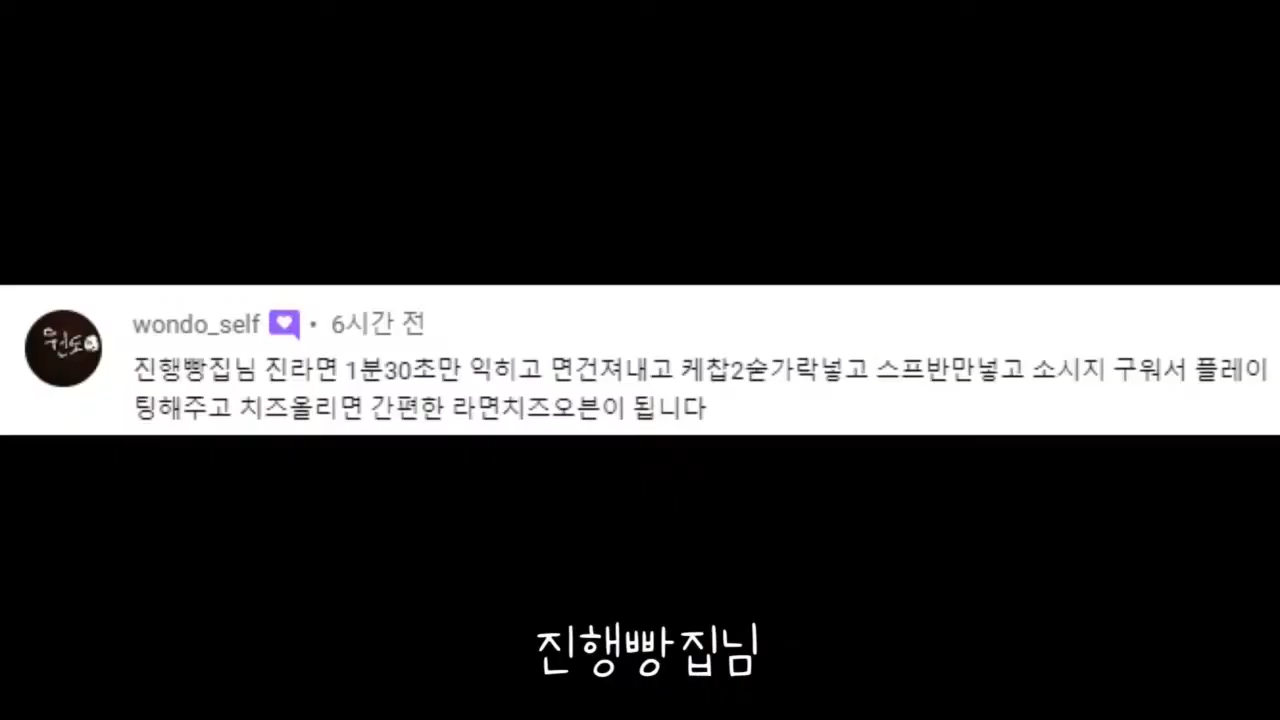 원도
wondo_self • 6시간 전
진행빵집님 진라면 1분30초만 익히고 면건져내고 케찹2숟가락넣고 스프반만넣고 소시지 구워서 플레이
팅해주고 치즈올리면 간편한 라면치즈오븐이 됩니다
진행빵집님